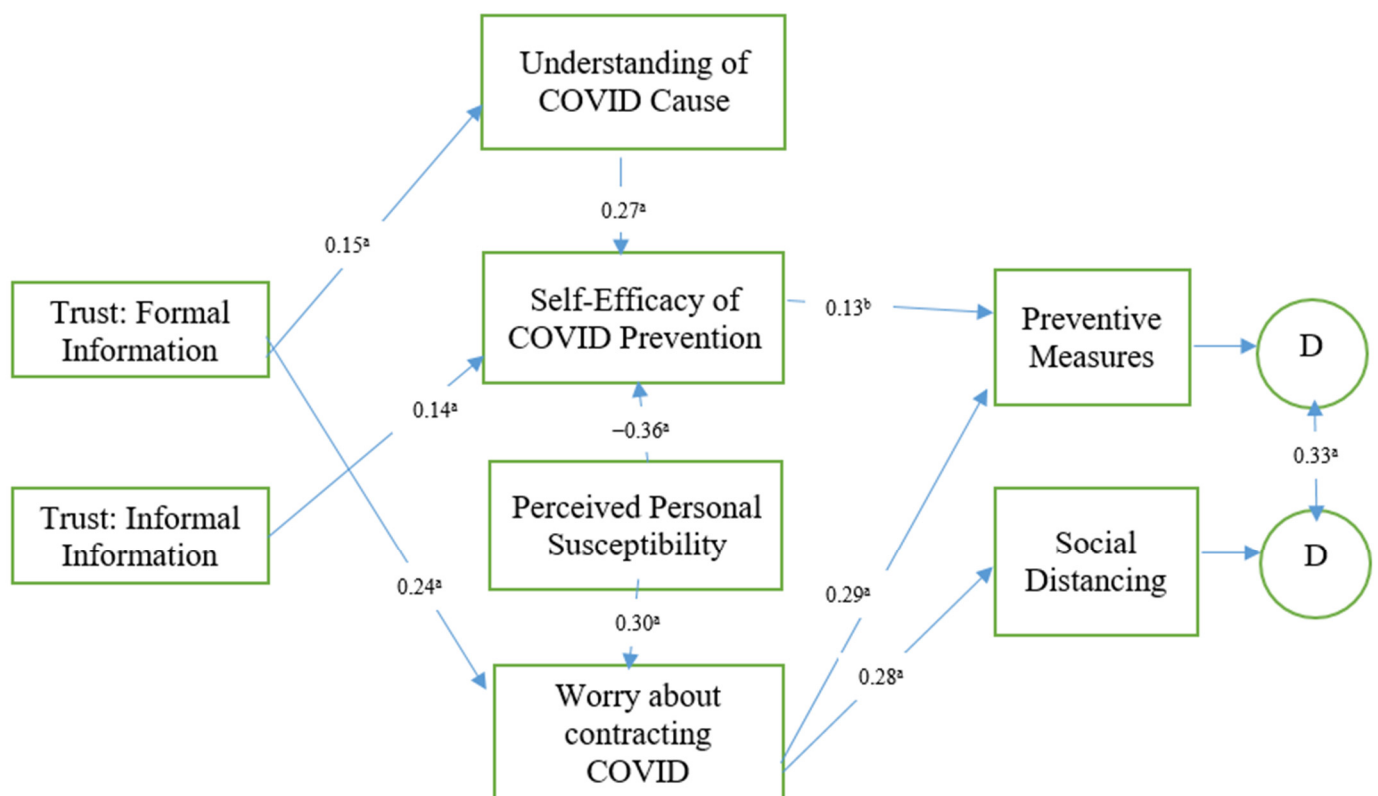 Understanding of
COVID Cause
0.27ᵃ
0.15ᵃ
Trust: Formal
Information
Self-Efficacy of
COVID Prevention
0.13ᵇ
Preventive
Measures
D
0.14ᵃ
−0.36ᵃ
0.33ᵃ
Trust: Informal
Information
Perceived Personal
Susceptibility
Social
Distancing
D
0.24ᵃ
0.30ᵃ
0.29ᵃ
0.28ᵃ
Worry about
contracting
COVID